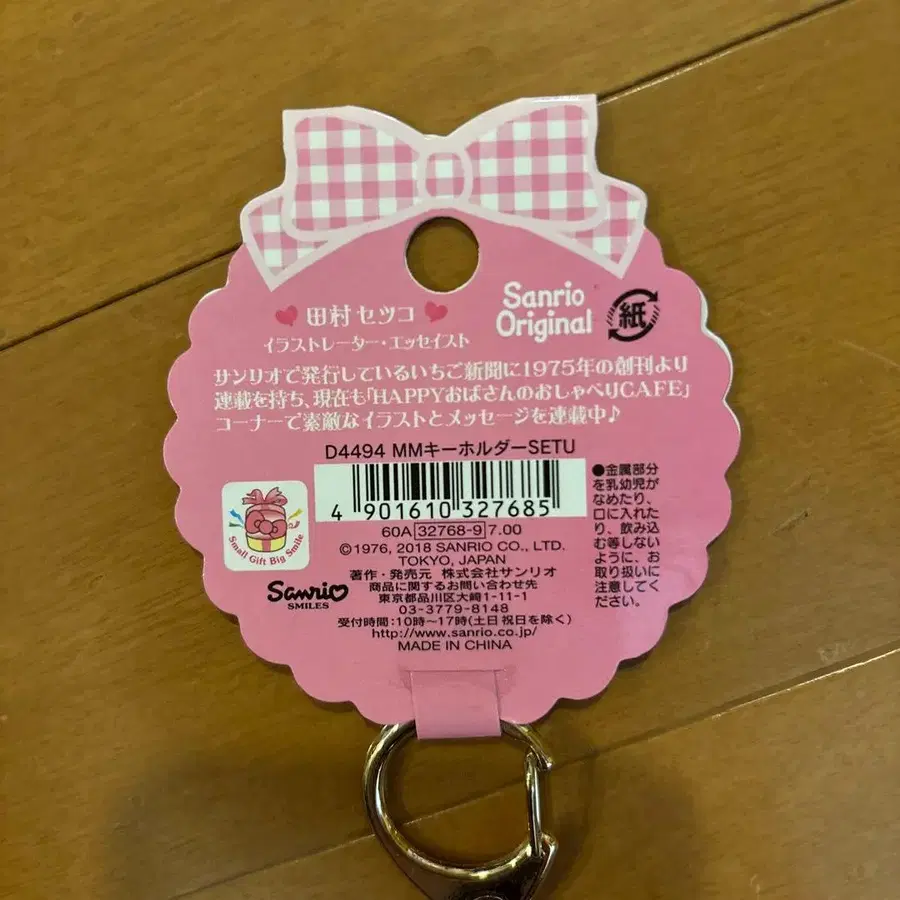 田村セツコ
イラストレーター・エッセイスト
Sanrio
Original
紙
サンリオで発行しているいちご新聞に1975年の創刊より
連載を持ち、現在も「HAPPYおばさんのおしゃべりCAFE」
コーナーで素敵なイラストとメッセージを連載中♪
D4494 MMキーホルダーSETU
4 901610 327685
60A 32768-9 7.00
©1976, 2018 SANRIO CO., LTD.
TOKYO, JAPAN
著作・発売元 株式会社サンリオ
商品に関するお問い合わせ先
東京都品川区大崎1-11-1
03-3779-8148
受付時間:10時〜17時(土日祝日を除く)
http://www.sanrio.co.jp/
MADE IN CHINA
Small Gift Big Smile
Sanrio
SMILES
●金属部分
を乳幼児が
なめたり、
口に入れた
り、飲み込
む等しない
ように、お
取り扱いに
注意してく
ださい。